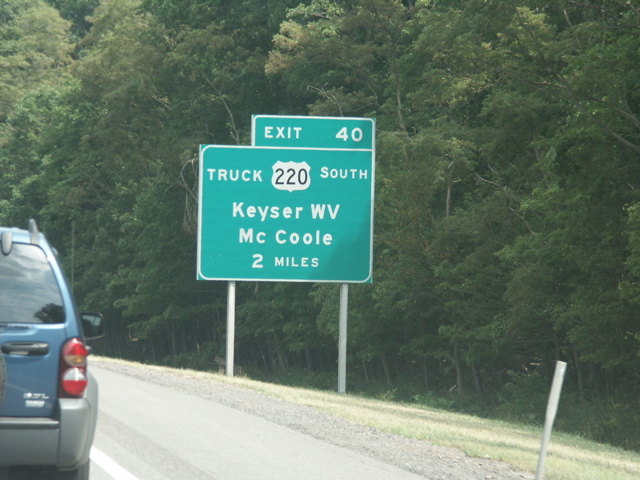 EXIT 40
TRUCK 220 SOUTH
Keyser WV
Mc Coole
2 MILES